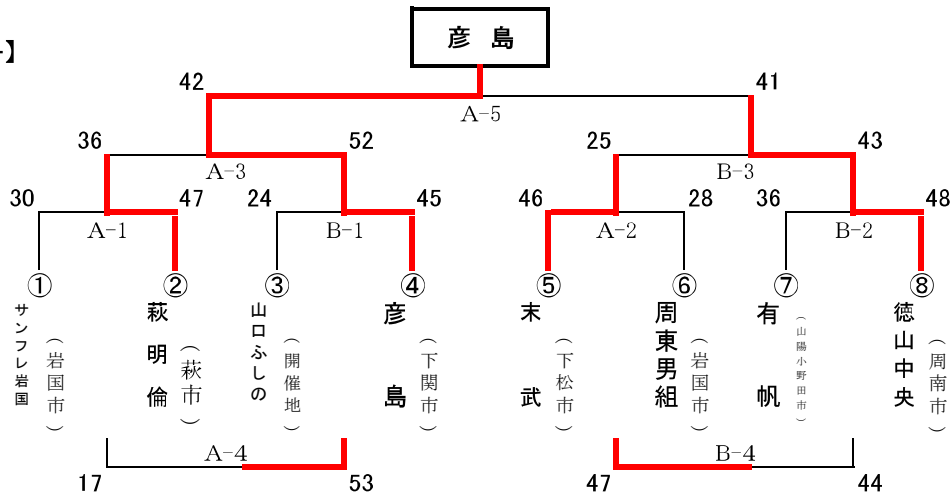 彦 島
】
42 41
A-5
36 52 25 43
A-3 B-3
30 47 24 45 46 28 36 48
A-1 B-1 A-2 B-2
① ② ③ ④ ⑤ ⑥ ⑦ ⑧
サンフレ岩国
（岩国市）
萩 明 倫
（萩市）
山口ふしの
（開催地）
彦 島
（下関市）
末 武
（下松市）
周東男組
（岩国市）
有 帆
（山陽小野田市）
徳山中央
（周南市）
A-4 B-4
17 53 47 44